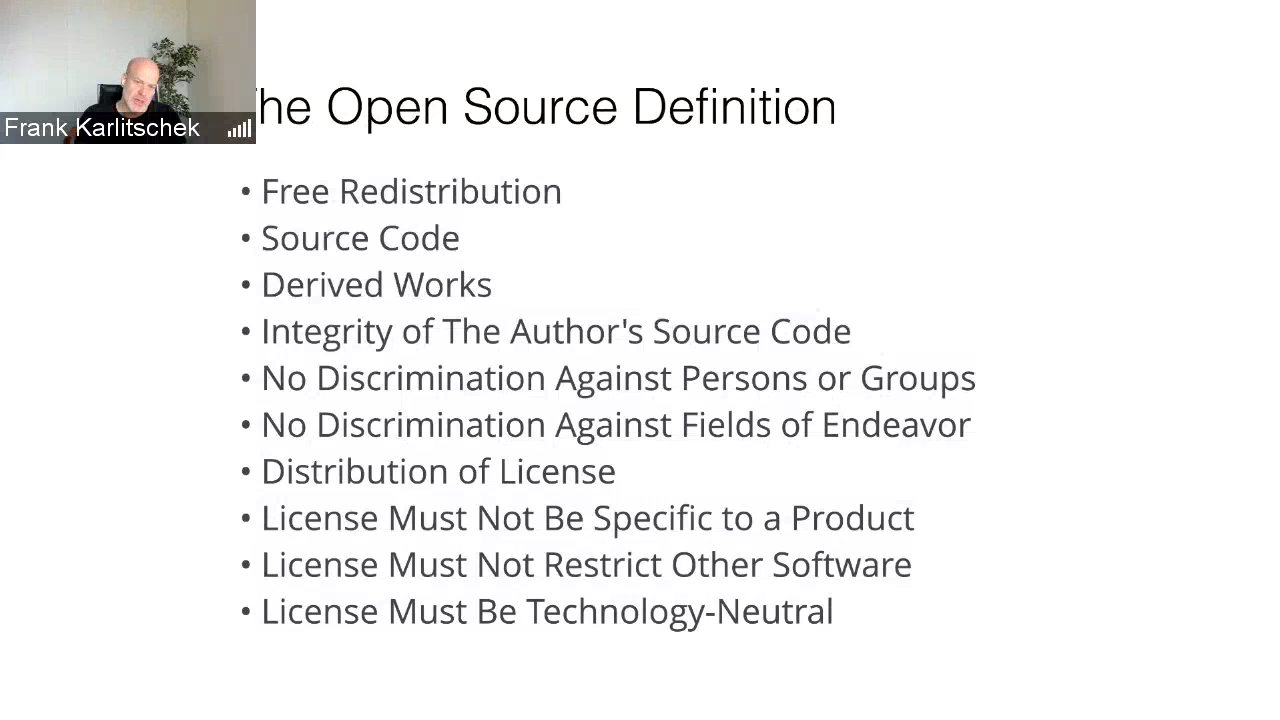 Frank Karlitschek
The Open Source Definition
• Free Redistribution
• Source Code
• Derived Works
• Integrity of The Author's Source Code
• No Discrimination Against Persons or Groups
• No Discrimination Against Fields of Endeavor
• Distribution of License
• License Must Not Be Specific to a Product
• License Must Not Restrict Other Software
• License Must Be Technology-Neutral